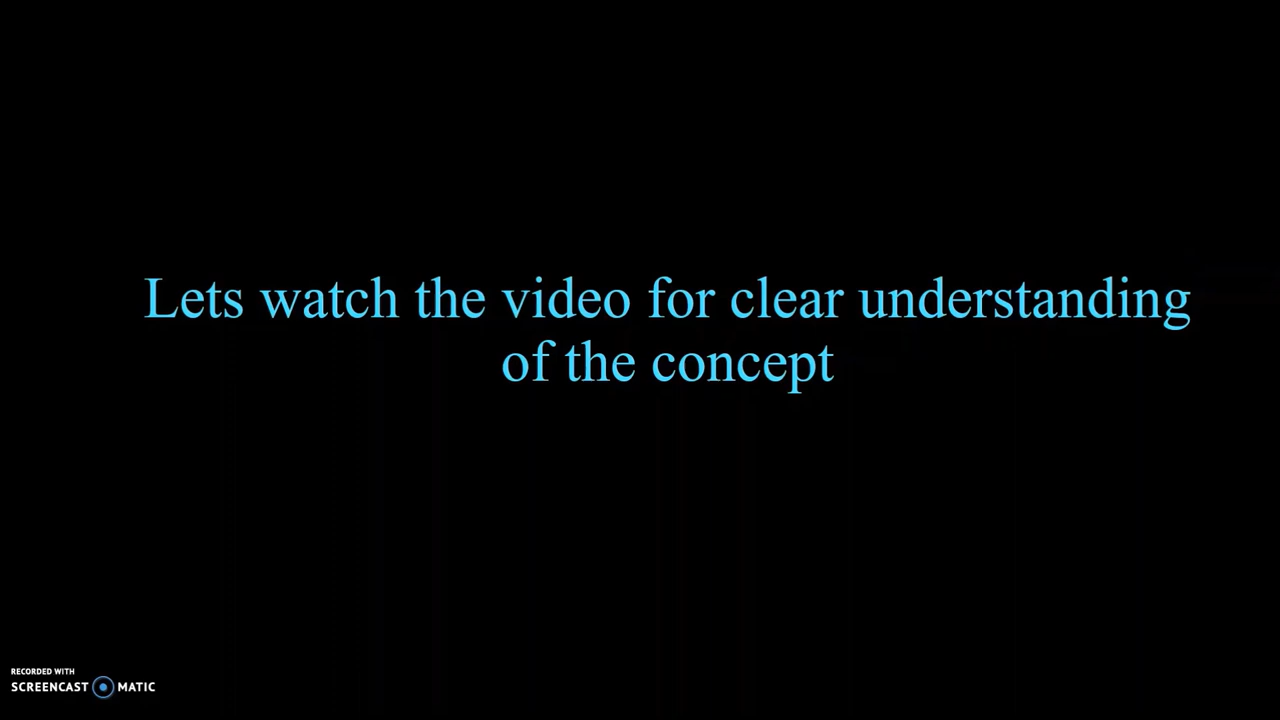 Lets watch the video for clear understanding
of the concept
RECORDED WITH
SCREENCAST MATIC